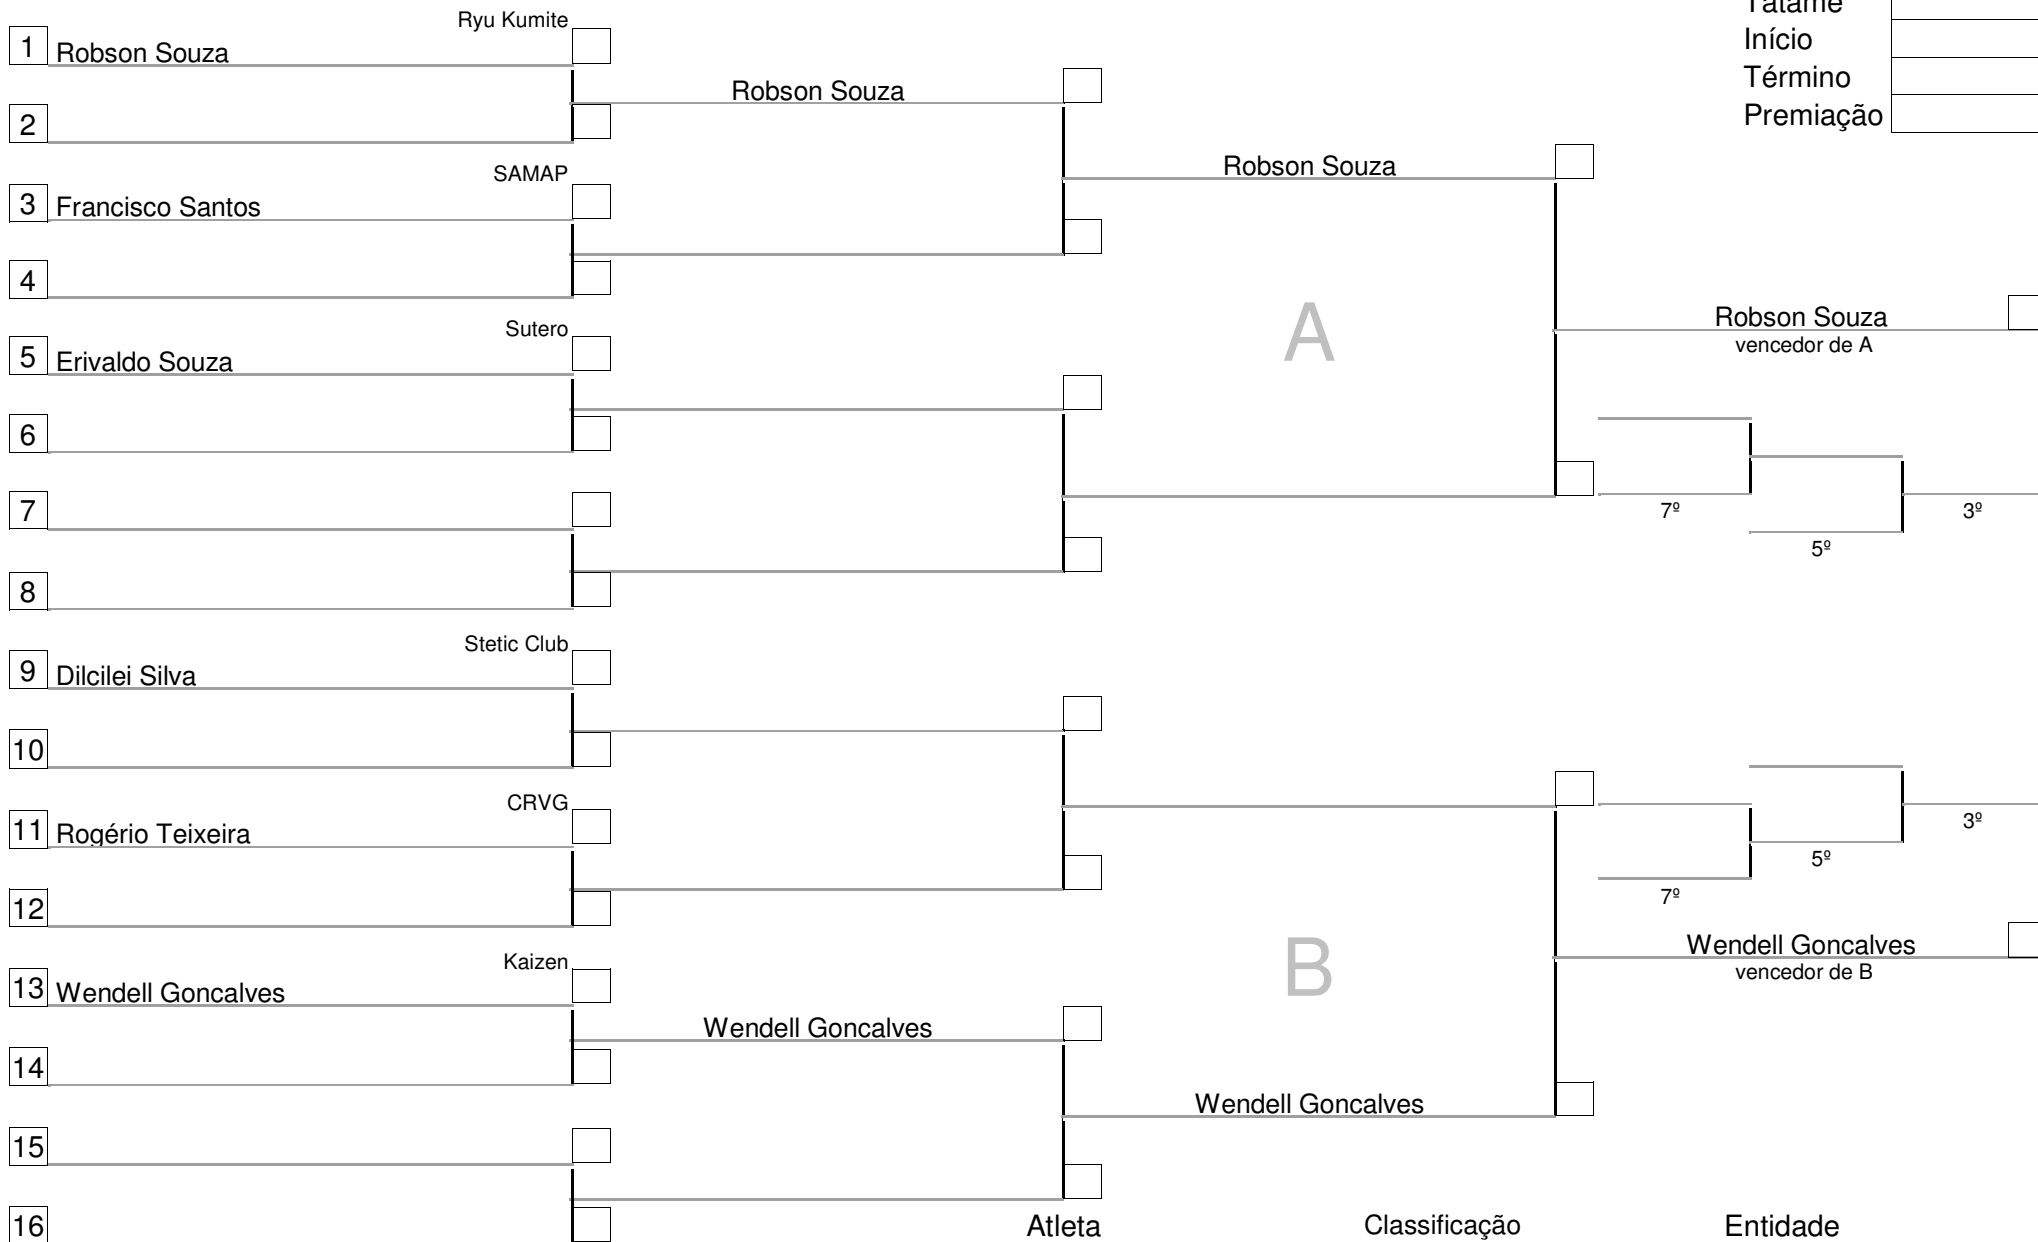 Tatame
Ryu Kumite
1 Robson Souza
Início
Término
Robson Souza
2
Premiação
Robson Souza
SAMAP
3 Francisco Santos
4
A
Robson Souza
vencedor de A
Sutero
5 Erivaldo Souza
6
7
7º
3º
5º
8
Stetic Club
9 Dilcilei Silva
10
CRVG
11 Rogério Teixeira
3º
5º
7º
12
B
Wendell Goncalves
vencedor de B
Kaizen
13 Wendell Goncalves
Wendell Goncalves
14
Wendell Goncalves
15
16
Atleta Classificação Entidade